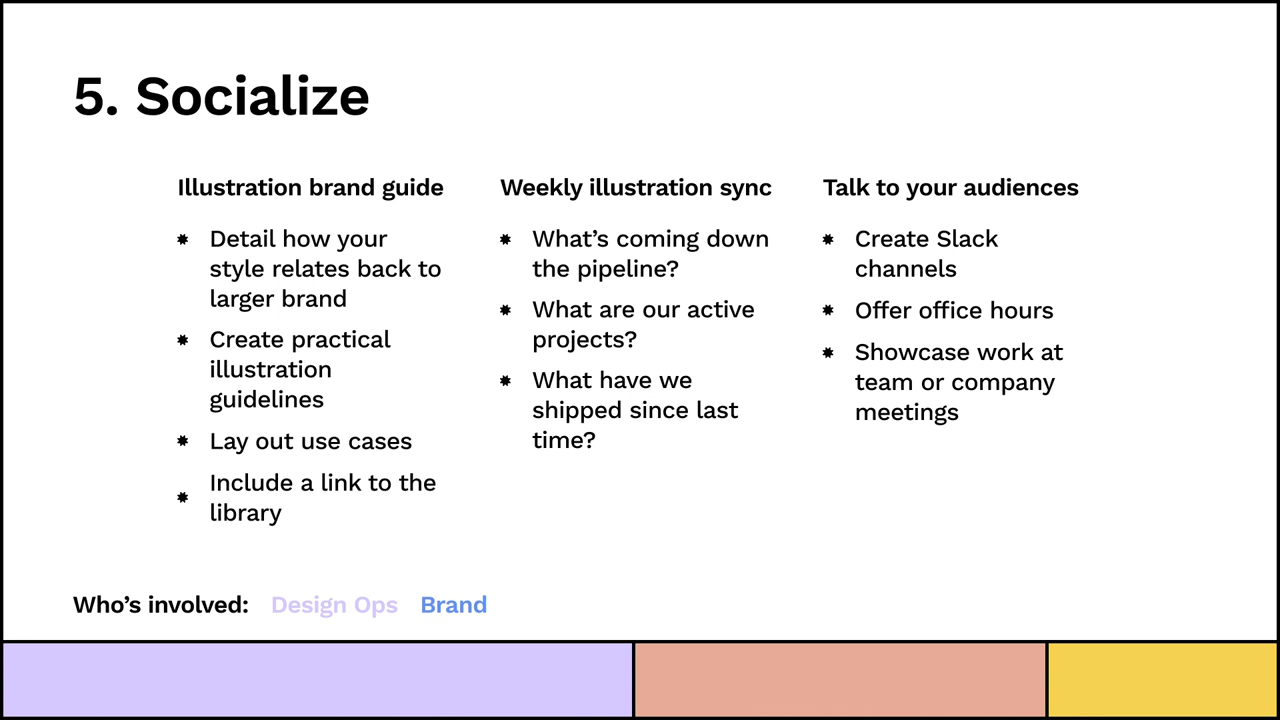 5. Socialize
Illustration brand guide
Detail how your
style relates back to
larger brand
Create practical
illustration
guidelines
Lay out use cases
Include a link to the
library
Weekly illustration sync
What’s coming down
the pipeline?
What are our active
projects?
What have we
shipped since last
time?
Talk to your audiences
Create Slack
channels
Offer office hours
Showcase work at
team or company
meetings
Who’s involved: Design Ops Brand